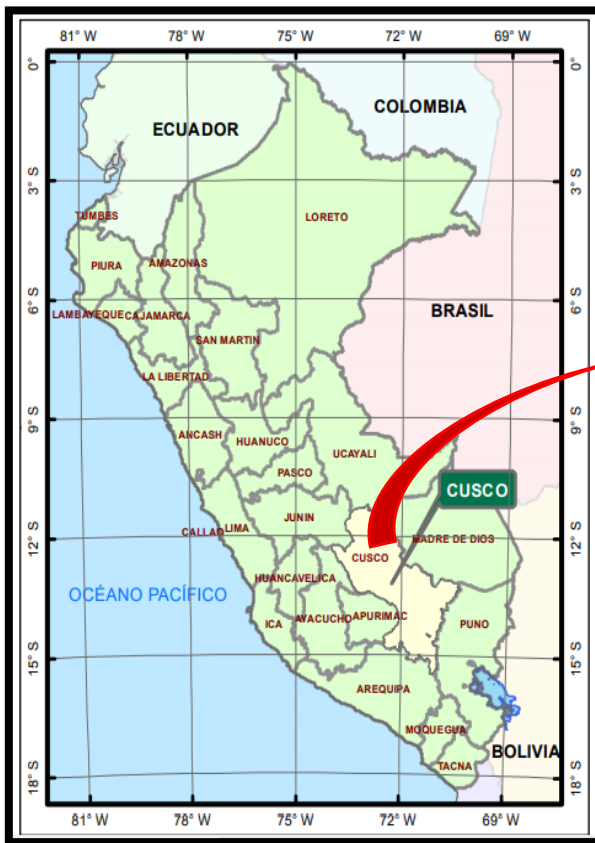 81° W 78° W 75° W 72° W 69° W
0°
0°
COLOMBIA
ECUADOR
3° S
3° S
TUMBES
LORETO
PIURA
AMAZONAS
6° S
6° S
LAMBAYEQUE
CAJAMARCA
BRASIL
SAN MARTIN
LA LIBERTAD
9° S
9° S
ANCASH
HUANUCO
UCAYALI
PASCO
CUSCO
JUNIN
CALLAO
LIMA
12° S
12° S
MADRE DE DIOS
CUSCO
HUANCAVELICA
OCÉANO PACÍFICO
ICA
AYACUCHO
APURIMAC
PUNO
15° S
15° S
AREQUIPA
MOQUEGUA
BOLIVIA
TACNA
18° S
18° S
81° W 78° W 75° W 72° W 69° W